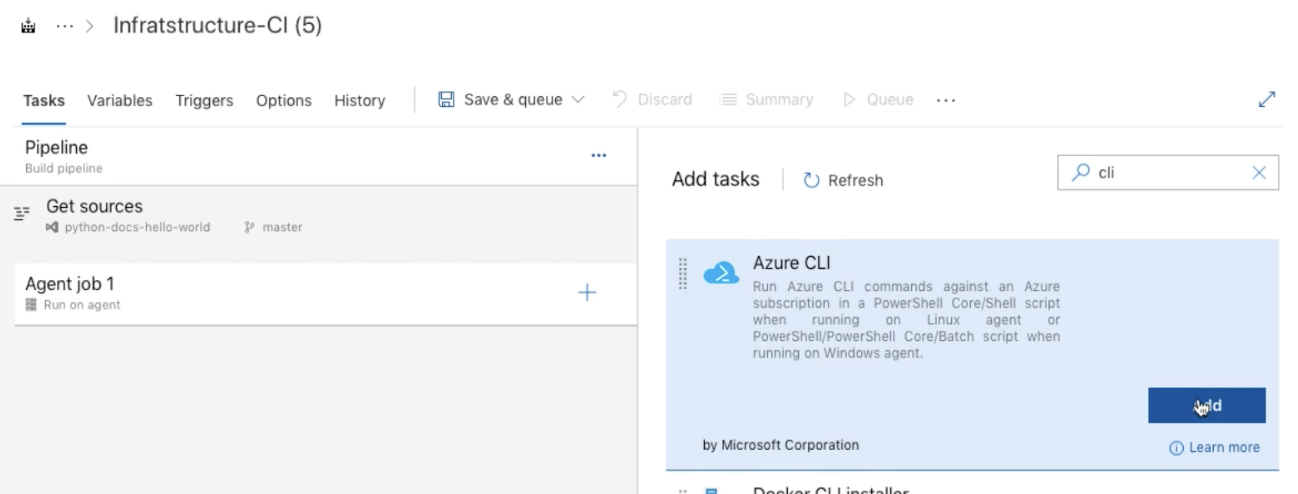 ··· > Infratstructure-CI (5)
Tasks Variables Triggers Options History Save & queue Discard Summary Queue ···
Pipeline
Build pipeline
···
Get sources
python-docs-hello-world master
Agent job 1
Run on agent
Add tasks Refresh cli
Azure CLI
Run Azure CLI commands against an Azure
subscription in a PowerShell Core/Shell script
when running on Linux agent or
PowerShell/PowerShell Core/Batch script when
running on Windows agent.
Add
by Microsoft Corporation Learn more
Docker CLI installer